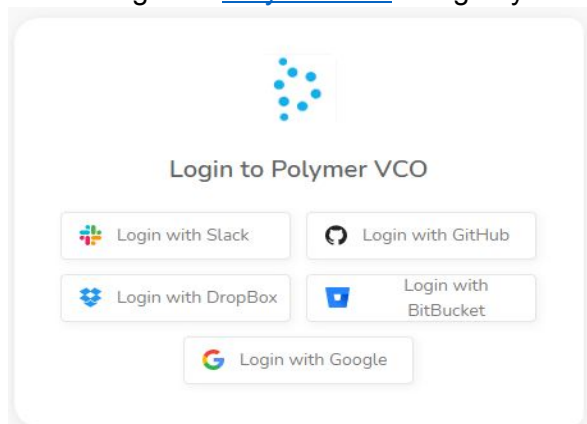 Login to Polymer VCO
Login with Slack
Login with GitHub
Login with DropBox
Login with
BitBucket
Login with Google